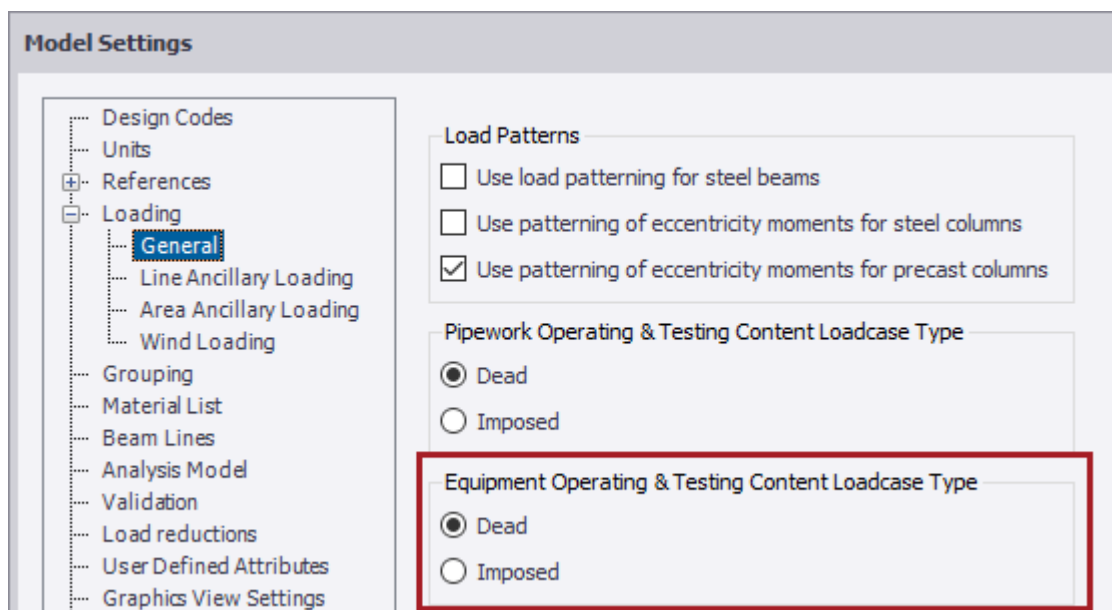 Model Settings
Design Codes
Units
References
Loading
General
Line Ancillary Loading
Area Ancillary Loading
Wind Loading
Grouping
Material List
Beam Lines
Analysis Model
Validation
Load reductions
User Defined Attributes
Graphics View Settings
Load Patterns
Use load patterning for steel beams
Use patterning of eccentricity moments for steel columns
Use patterning of eccentricity moments for precast columns
Pipework Operating & Testing Content Loadcase Type
Dead
Imposed
Equipment Operating & Testing Content Loadcase Type
Dead
Imposed